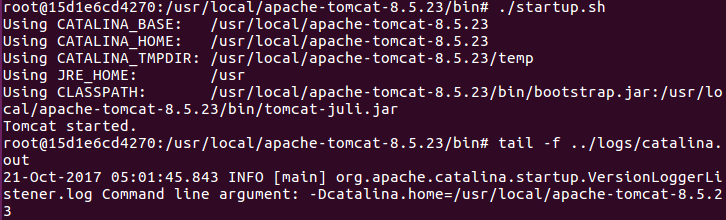 root@15d1e6cd4270:/usr/local/apache-tomcat-8.5.23/bin# ./startup.sh
Using CATALINA_BASE:   /usr/local/apache-tomcat-8.5.23
Using CATALINA_HOME:   /usr/local/apache-tomcat-8.5.23
Using CATALINA_TMPDIR: /usr/local/apache-tomcat-8.5.23/temp
Using JRE_HOME:        /usr
Using CLASSPATH:       /usr/local/apache-tomcat-8.5.23/bin/bootstrap.jar:/usr/lo
cal/apache-tomcat-8.5.23/bin/tomcat-juli.jar
Tomcat started.
root@15d1e6cd4270:/usr/local/apache-tomcat-8.5.23/bin# tail -f ../logs/catalina.
out
21-Oct-2017 05:01:45.843 INFO [main] org.apache.catalina.startup.VersionLoggerLi
stener.log Command line argument: -Dcatalina.home=/usr/local/apache-tomcat-8.5.2
3